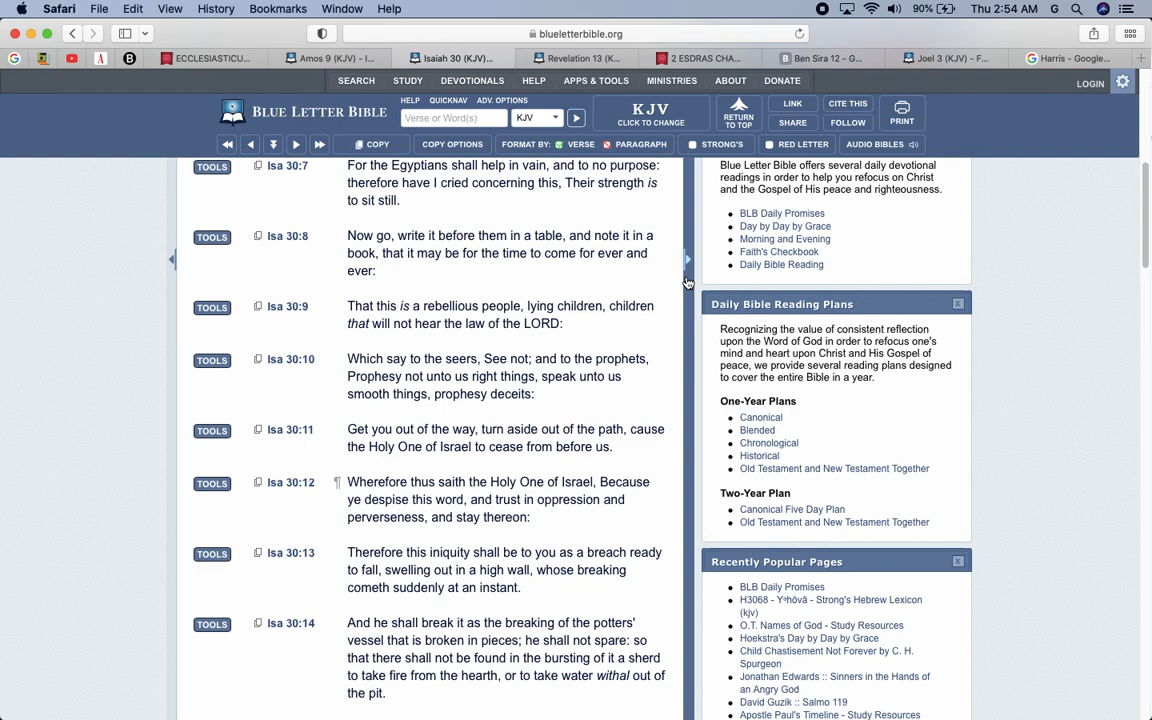 Safari File Edit View History Bookmarks Window Help 90% Thu 2:54 AM G
blueletterbible.org
ECCLESIASTICU... Amos 9 (KJV) - I... Isaiah 30 (KJV)... Revelation 13 (K... 2 ESDRAS CHA... Ben Sira 12 - G... Joel 3 (KJV) - F... Harris - Google...
SEARCH STUDY DEVOTIONALS HELP APPS & TOOLS MINISTRIES ABOUT DONATE LOGIN
BLUE LETTER BIBLE
HELP QUICKNAV ADV. OPTIONS
Verse or Word(s) KJV
KJV
CLICK TO CHANGE
RETURN
TO TOP
LINK CITE THIS
SHARE FOLLOW
PRINT
COPY COPY OPTIONS FORMAT BY: VERSE PARAGRAPH STRONG'S RED LETTER AUDIO BIBLES
TOOLS Isa 30:7 For the Egyptians shall help in vain, and to no purpose:
therefore have I cried concerning this, Their strength is
to sit still.
TOOLS Isa 30:8 Now go, write it before them in a table, and note it in a
book, that it may be for the time to come for ever and
ever:
TOOLS Isa 30:9 That this is a rebellious people, lying children, children
that will not hear the law of the LORD:
TOOLS Isa 30:10 Which say to the seers, See not; and to the prophets,
Prophesy not unto us right things, speak unto us
smooth things, prophesy deceits:
TOOLS Isa 30:11 Get you out of the way, turn aside out of the path, cause
the Holy One of Israel to cease from before us.
TOOLS Isa 30:12 ¶ Wherefore thus saith the Holy One of Israel, Because
ye despise this word, and trust in oppression and
perverseness, and stay thereon:
TOOLS Isa 30:13 Therefore this iniquity shall be to you as a breach ready
to fall, swelling out in a high wall, whose breaking
cometh suddenly at an instant.
TOOLS Isa 30:14 And he shall break it as the breaking of the potters'
vessel that is broken in pieces; he shall not spare: so
that there shall not be found in the bursting of it a sherd
to take fire from the hearth, or to take water withal out of
the pit.
Blue Letter Bible offers several daily devotional
readings in order to help you refocus on Christ
and the Gospel of His peace and righteousness.
BLB Daily Promises
Day by Day by Grace
Morning and Evening
Faith's Checkbook
Daily Bible Reading
Daily Bible Reading Plans
Recognizing the value of consistent reflection
upon the Word of God in order to refocus one's
mind and heart upon Christ and His Gospel of
peace, we provide several reading plans designed
to cover the entire Bible in a year.
One-Year Plans
Canonical
Blended
Chronological
Historical
Old Testament and New Testament Together
Two-Year Plan
Canonical Five Day Plan
Old Testament and New Testament Together
Recently Popular Pages
BLB Daily Promises
H3068 - Yᵊhōvâ - Strong's Hebrew Lexicon
(kjv)
O.T. Names of God - Study Resources
Hoekstra's Day by Day by Grace
Child Chastisement Not Forever by C. H.
Spurgeon
Jonathan Edwards :: Sinners in the Hands of
an Angry God
David Guzik :: Salmo 119
Apostle Paul's Timeline - Study Resources